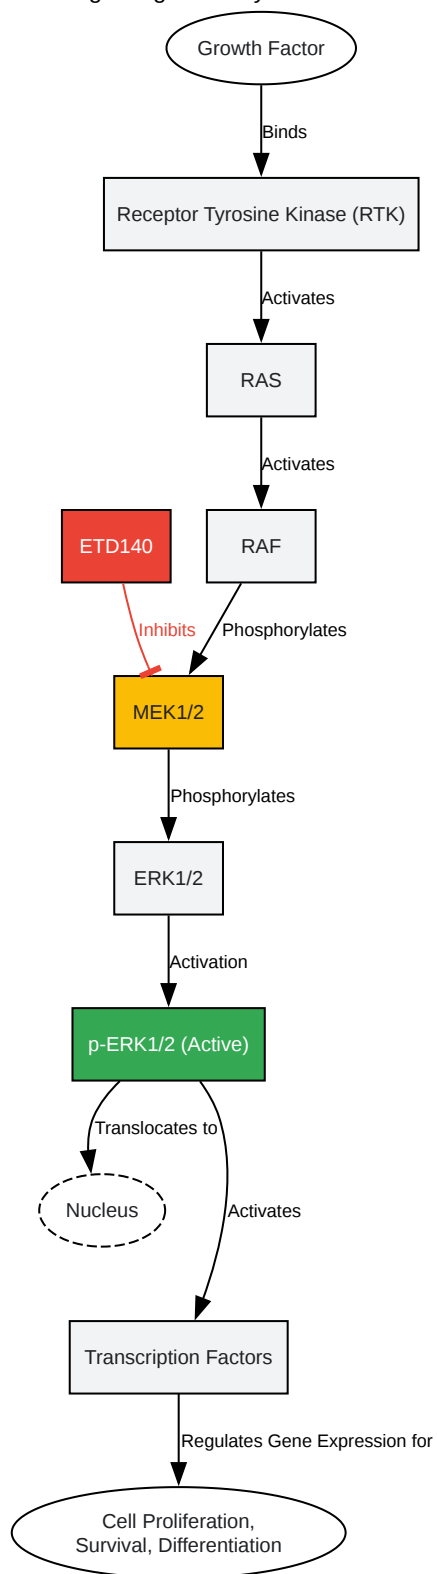 Growth Factor
Binds
Receptor Tyrosine Kinase (RTK)
Activates
RAS
Activates
ETD140
RAF
Inhibits
Phosphorylates
MEK1/2
Phosphorylates
ERK1/2
Activation
p-ERK1/2 (Active)
Translocates to
Nucleus
Activates
Transcription Factors
Regulates Gene Expression for
Cell Proliferation,
Survival, Differentiation